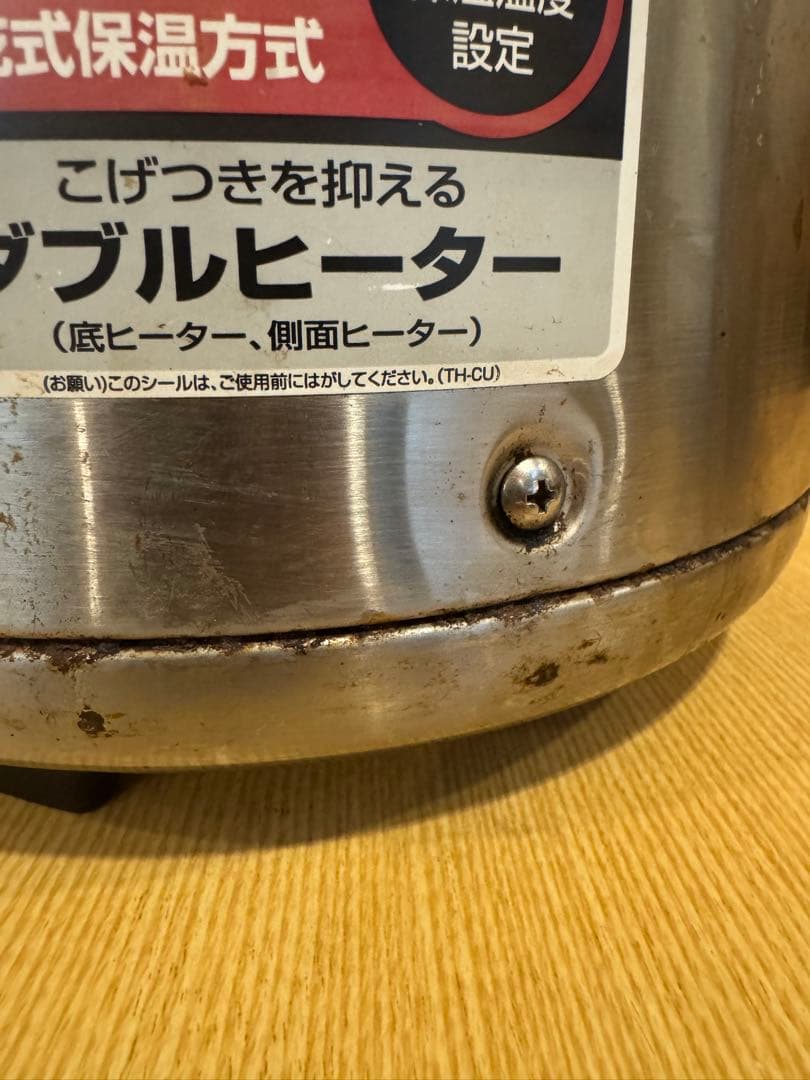 式保温方式
設定
こげつきを抑える
ダブルヒーター
(底ヒーター、側面ヒーター)
(お願い)このシールは、ご使用前にはがしてください。(TH-CU)